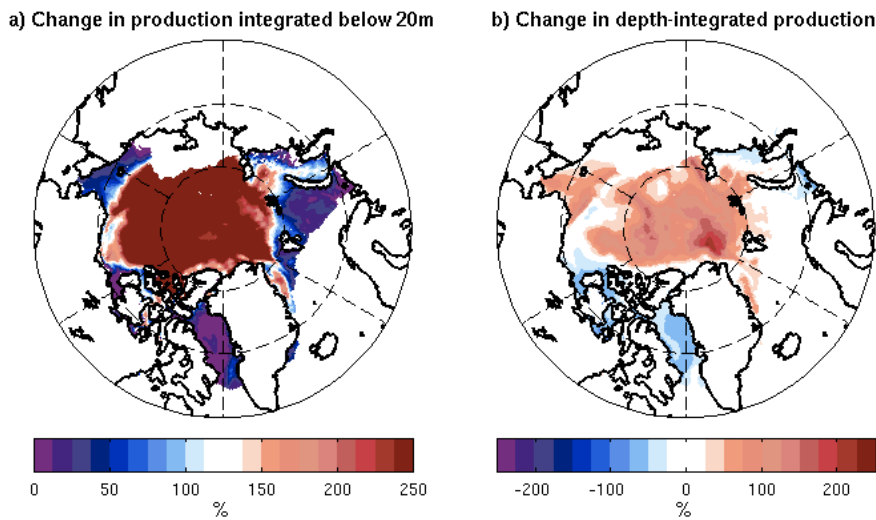 a) Change in production integrated below 20m
b) Change in depth-integrated production
0 50 100 150 200 250
%
-200 -100 0 100 200
%